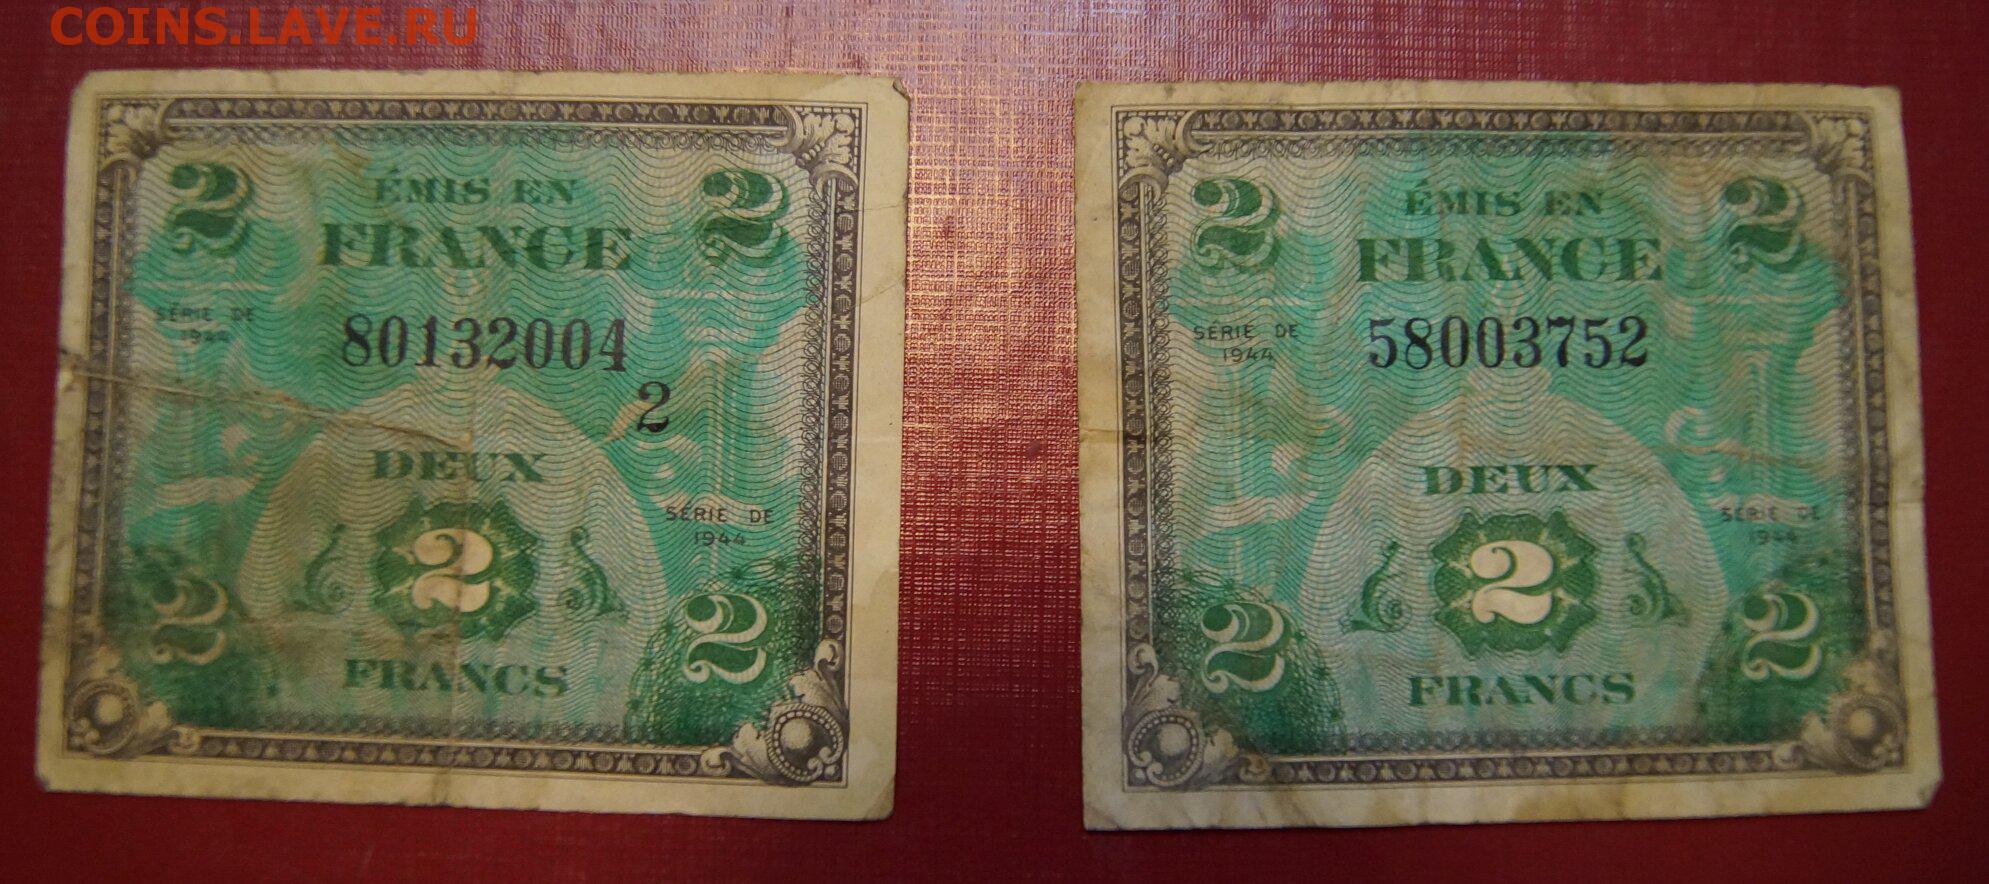 COINS.LAVE.RU
2 ÉMIS EN 2
FRANCE
SÉRIE DE
1944
80132004
2
DEUX
SÉRIE DE
1944
2
2 2
FRANCS
2 ÉMIS EN 2
FRANCE
SÉRIE DE
1944
58003752
DEUX
SÉRIE DE
1944
2
2 2
FRANCS